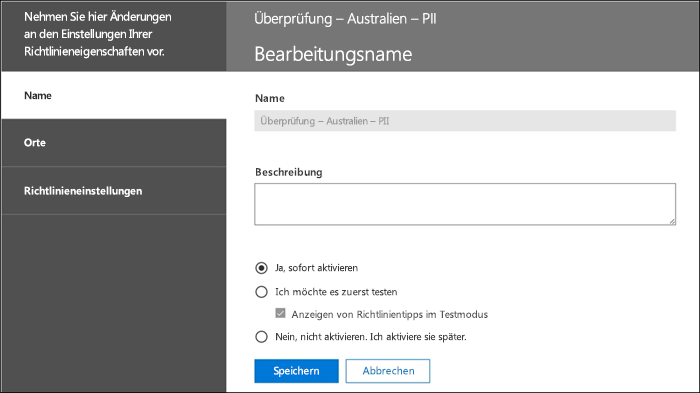 Nehmen Sie hier Änderungen
an den Einstellungen Ihrer
Richtlinieneigenschaften vor.
Überprüfung – Australien – PII
Bearbeitungsname
Name
Orte
Richtlinieneinstellungen
Name
Überprüfung – Australien – PII
Beschreibung
Ja, sofort aktivieren
Ich möchte es zuerst testen
Anzeigen von Richtlinientipps im Testmodus
Nein, nicht aktivieren. Ich aktiviere sie später.
Speichern
Abbrechen